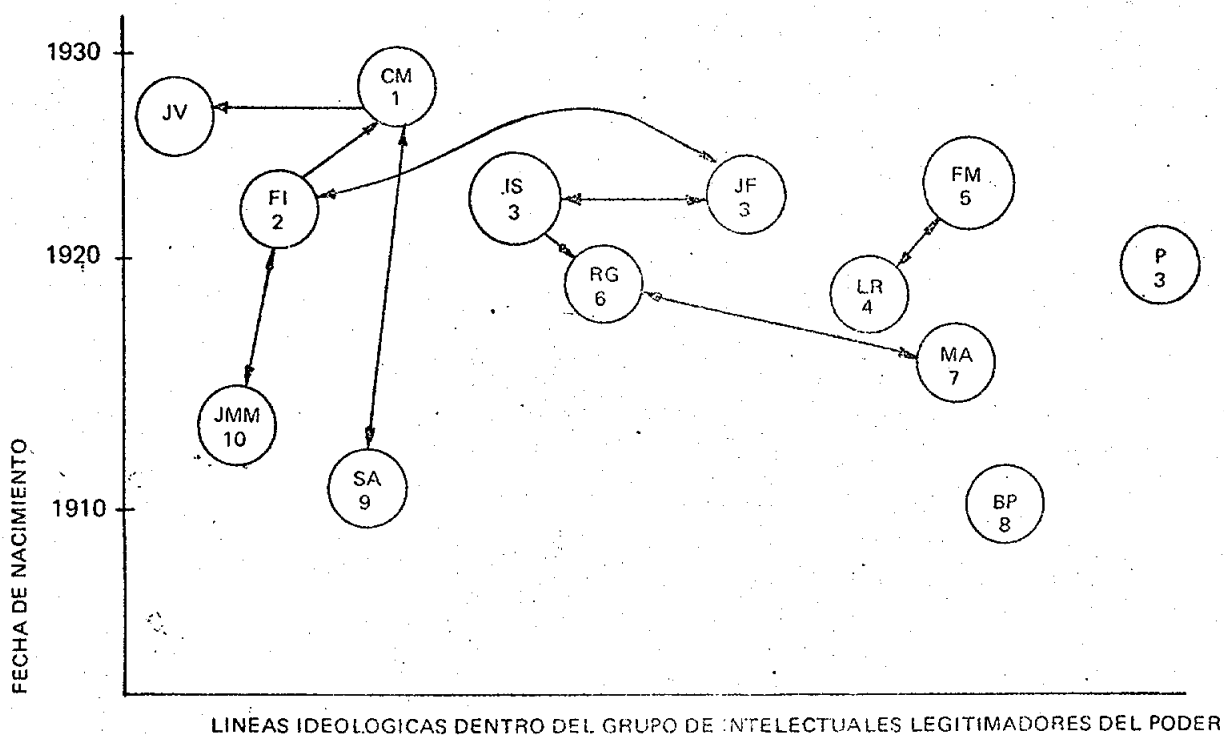 1930
CM
1
JV
IS
3
JF
3
FM
5
FI
2
1920
RG
6
LR
4
P
3
MA
7
JMM
10
SA
9
1910
BP
8
FECHA DE NACIMIENTO
LINEAS IDEOLOGICAS DENTRO DEL GRUPO DE INTELECTUALES LEGITIMADORES DEL PODER